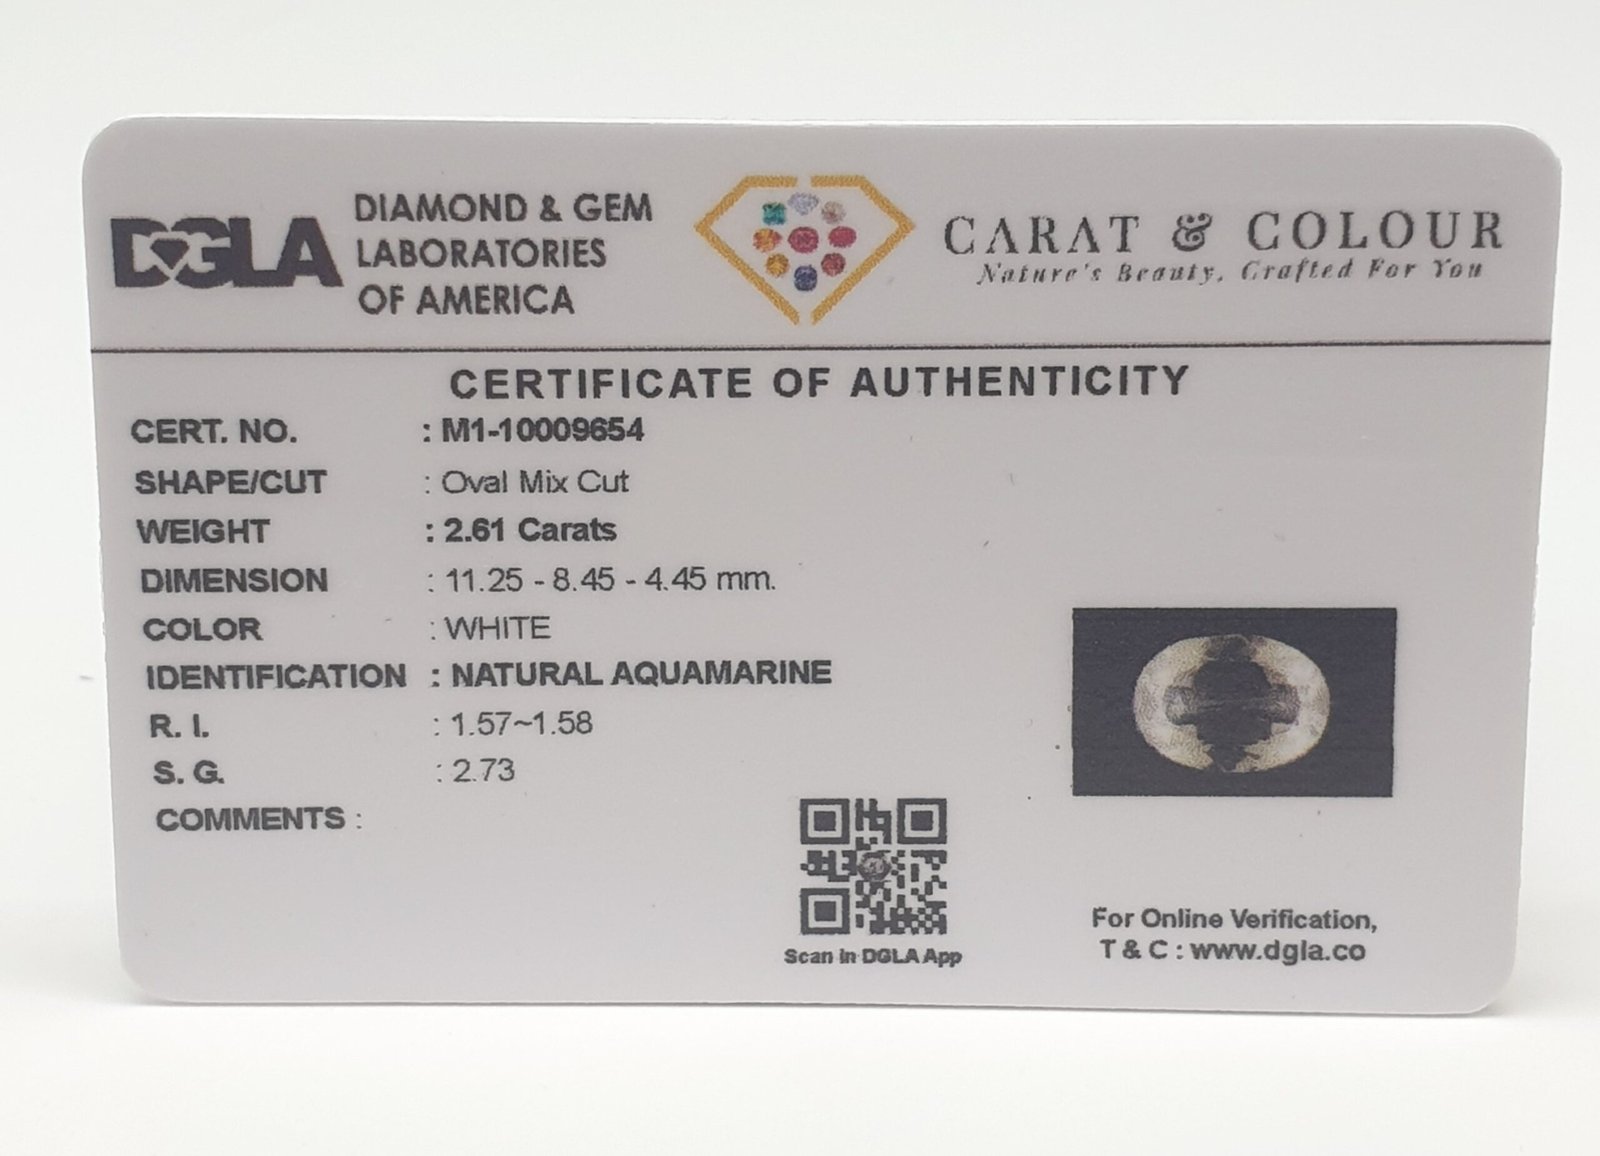 DGLA
DIAMOND & GEM
LABORATORIES
OF AMERICA
CARAT & COLOUR
Nature's Beauty, Crafted For You
CERTIFICATE OF AUTHENTICITY
CERT. NO. : M1-10009654
SHAPE/CUT : Oval Mix Cut
WEIGHT : 2.61 Carats
DIMENSION : 11.25 - 8.45 - 4.45 mm.
COLOR : WHITE
IDENTIFICATION : NATURAL AQUAMARINE
R. I. : 1.57~1.58
S. G. : 2.73
COMMENTS :
Scan in DGLA App
For Online Verification,
T & C : www.dgla.co